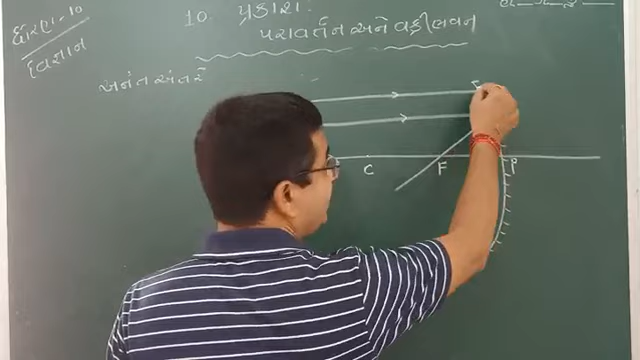 ધોરણ-10
વિજ્ઞાન
10. પ્રકાશ:
પરાવર્તન અને વક્રીભવન
અનંત અંતરે
C F P